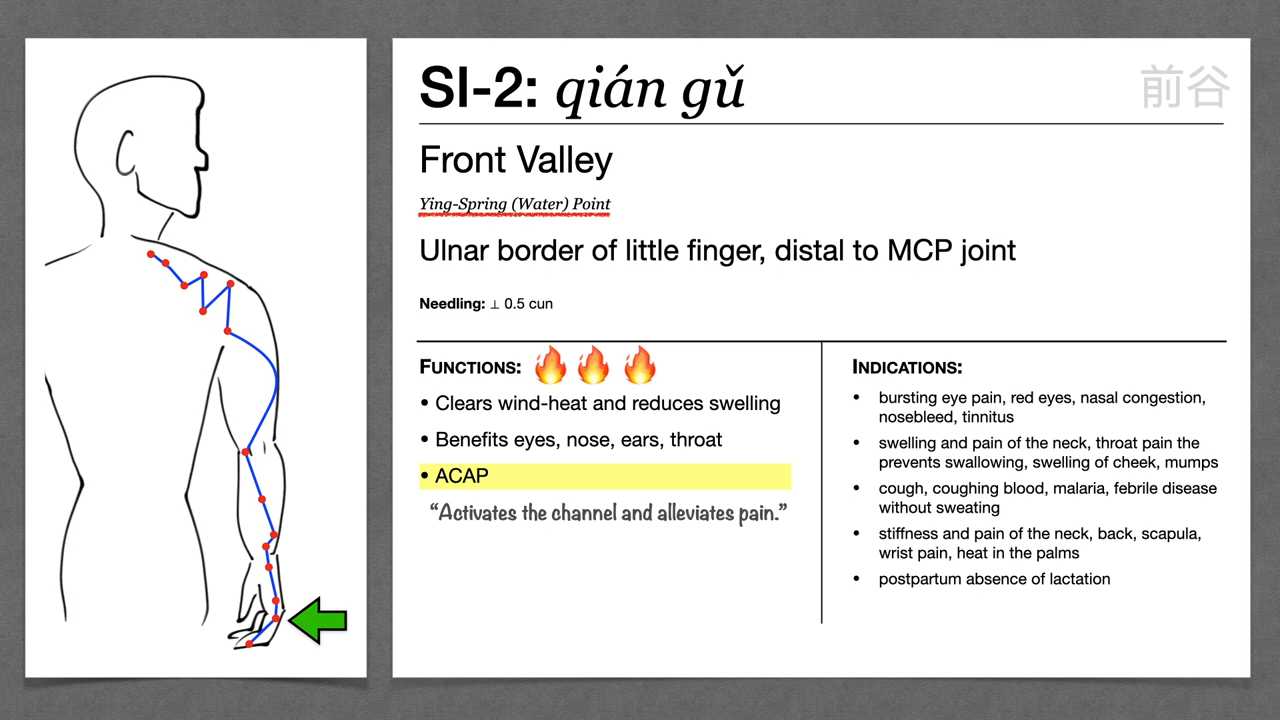 SI-2: qián gǔ
前谷
Front Valley
Ying-Spring (Water) Point
Ulnar border of little finger, distal to MCP joint
Needling: ⊥ 0.5 cun
FUNCTIONS: 🔥 🔥 🔥
• Clears wind-heat and reduces swelling
• Benefits eyes, nose, ears, throat
• ACAP
“Activates the channel and alleviates pain.”
INDICATIONS:
• bursting eye pain, red eyes, nasal congestion,
nosebleed, tinnitus
• swelling and pain of the neck, throat pain the
prevents swallowing, swelling of cheek, mumps
• cough, coughing blood, malaria, febrile disease
without sweating
• stiffness and pain of the neck, back, scapula,
wrist pain, heat in the palms
• postpartum absence of lactation